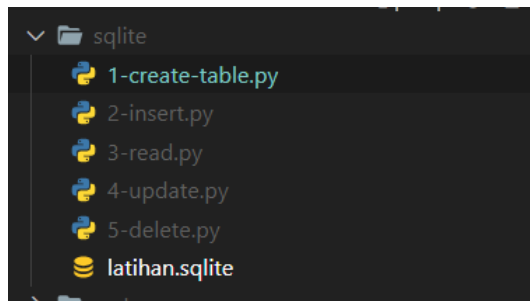 sqlite
1-create-table.py
2-insert.py
3-read.py
4-update.py
5-delete.py
latihan.sqlite